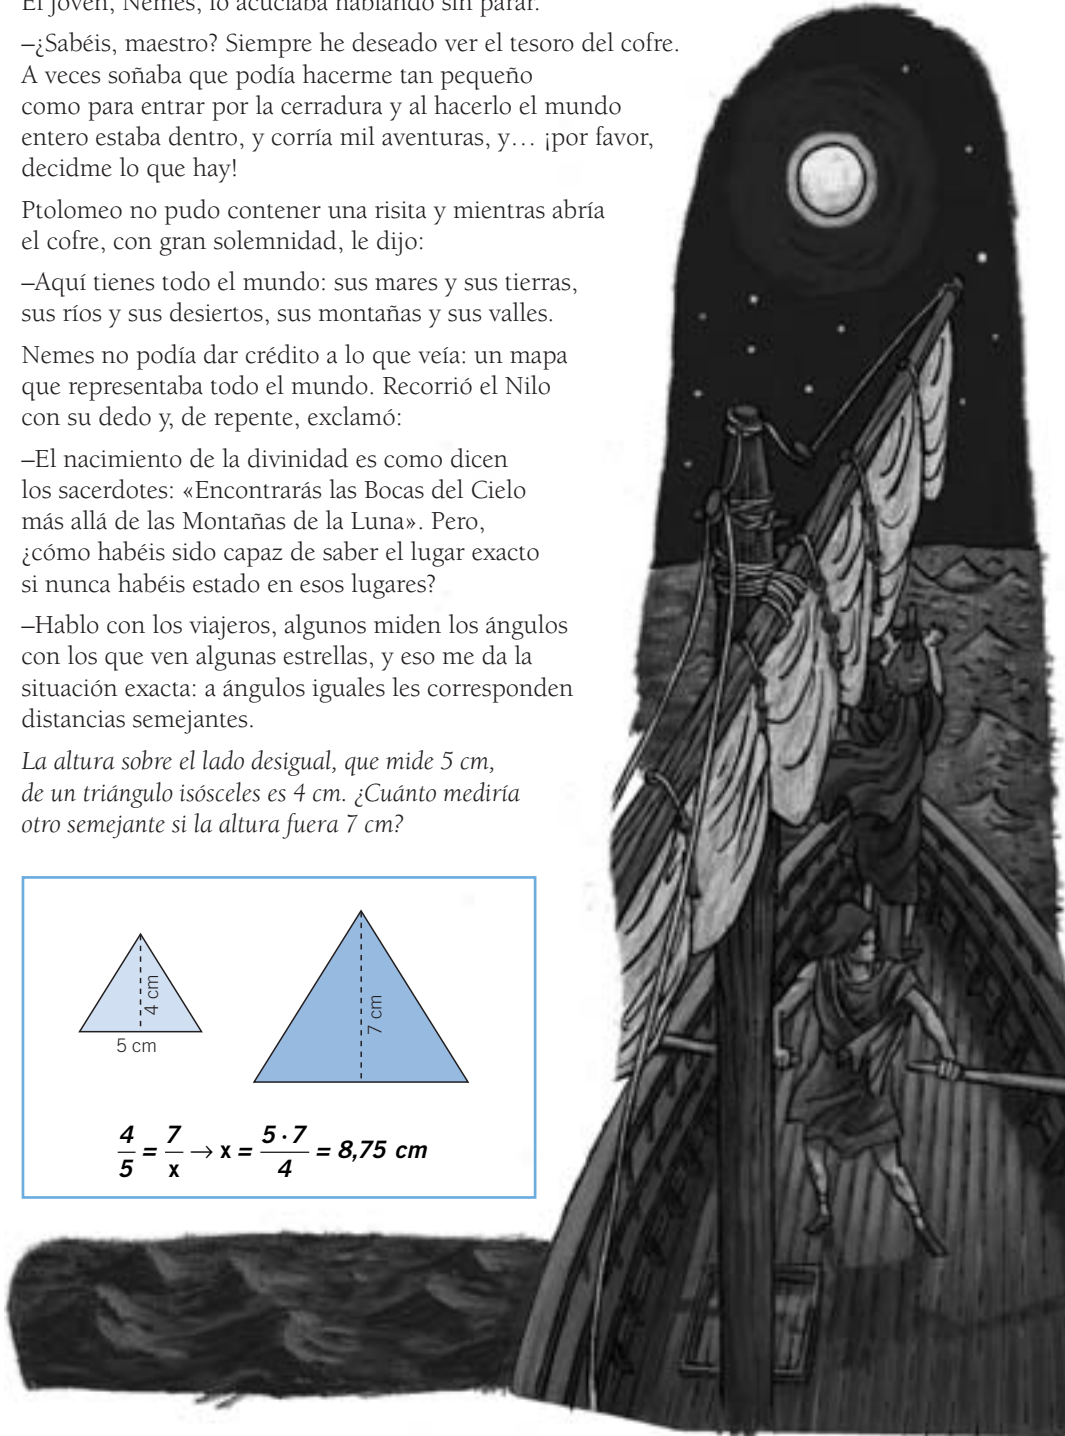 El joven, Nemes, lo acuciaba hablando sin parar.
–¿Sabéis, maestro? Siempre he deseado ver el tesoro del cofre.
A veces soñaba que podía hacerme tan pequeño
como para entrar por la cerradura y al hacerlo el mundo
entero estaba dentro, y corría mil aventuras, y… ¡por favor,
decidme lo que hay!
Ptolomeo no pudo contener una risita y mientras abría
el cofre, con gran solemnidad, le dijo:
–Aquí tienes todo el mundo: sus mares y sus tierras,
sus ríos y sus desiertos, sus montañas y sus valles.
Nemes no podía dar crédito a lo que veía: un mapa
que representaba todo el mundo. Recorrió el Nilo
con su dedo y, de repente, exclamó:
–El nacimiento de la divinidad es como dicen
los sacerdotes: «Encontrarás las Bocas del Cielo
más allá de las Montañas de la Luna». Pero,
¿cómo habéis sido capaz de saber el lugar exacto
si nunca habéis estado en esos lugares?
–Hablo con los viajeros, algunos miden los ángulos
con los que ven algunas estrellas, y eso me da la
situación exacta: a ángulos iguales les corresponden
distancias semejantes.
La altura sobre el lado desigual, que mide 5 cm,
de un triángulo isósceles es 4 cm. ¿Cuánto mediría
otro semejante si la altura fuera 7 cm?
4 cm
5 cm
7 cm
4/5 = 7/x → x = 5 · 7/4 = 8,75 cm